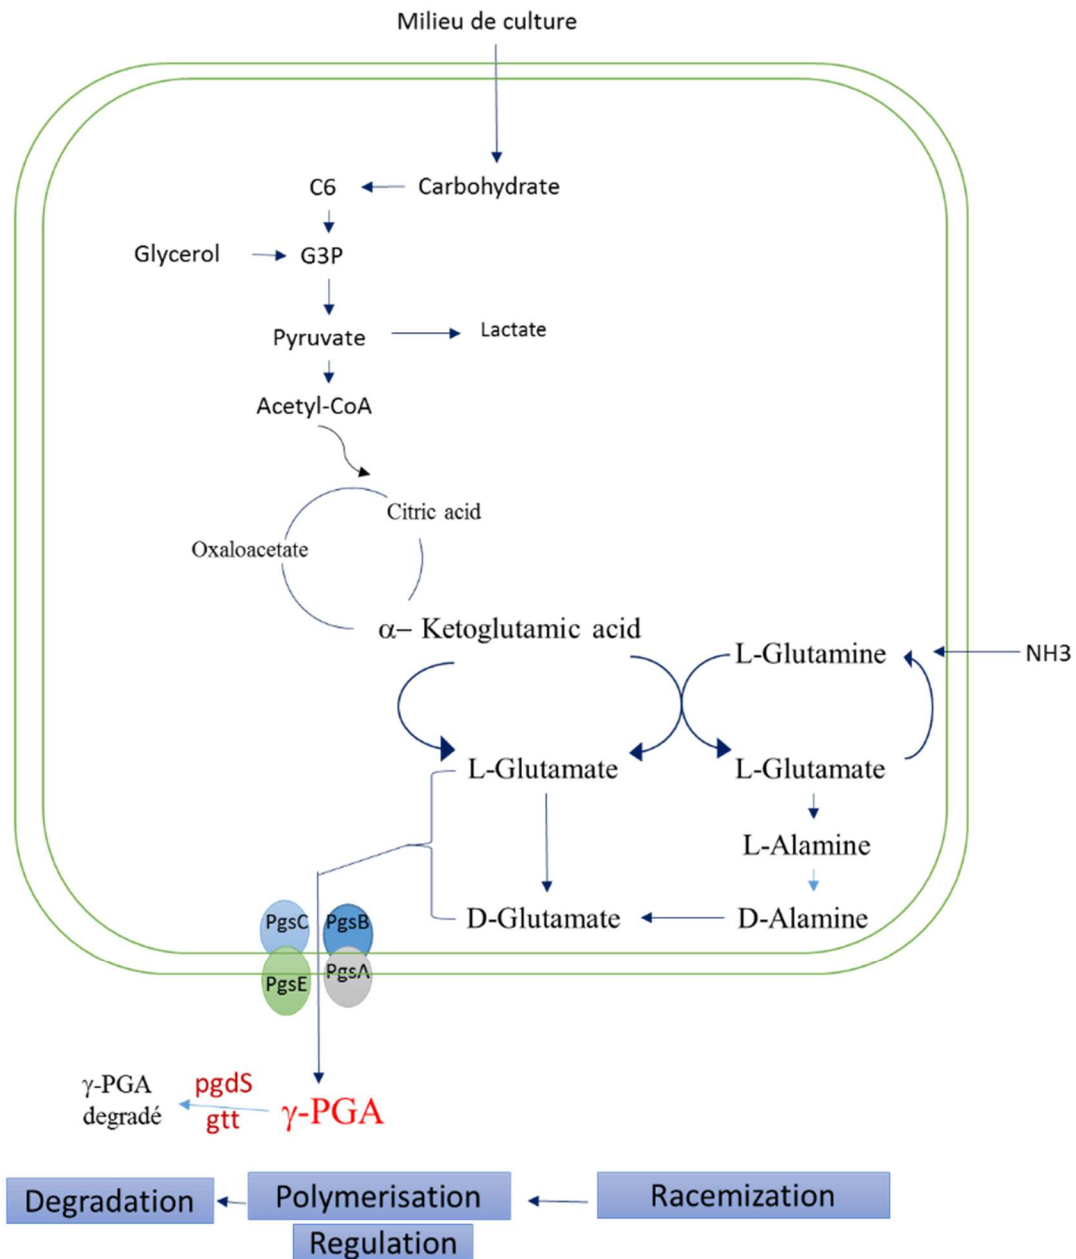 Milieu de culture
C6
Carbohydrate
Glycerol
G3P
Pyruvate
Lactate
Acetyl-CoA
Citric acid
Oxaloacetate
α– Ketoglutamic acid
L-Glutamine
NH3
L-Glutamate
L-Glutamate
L-Alamine
D-Glutamate
D-Alamine
PgsC
PgsB
PgsE
PgsA
γ-PGA
degradé
pgdS
gtt
γ-PGA
Degradation
Polymerisation
Racemization
Regulation